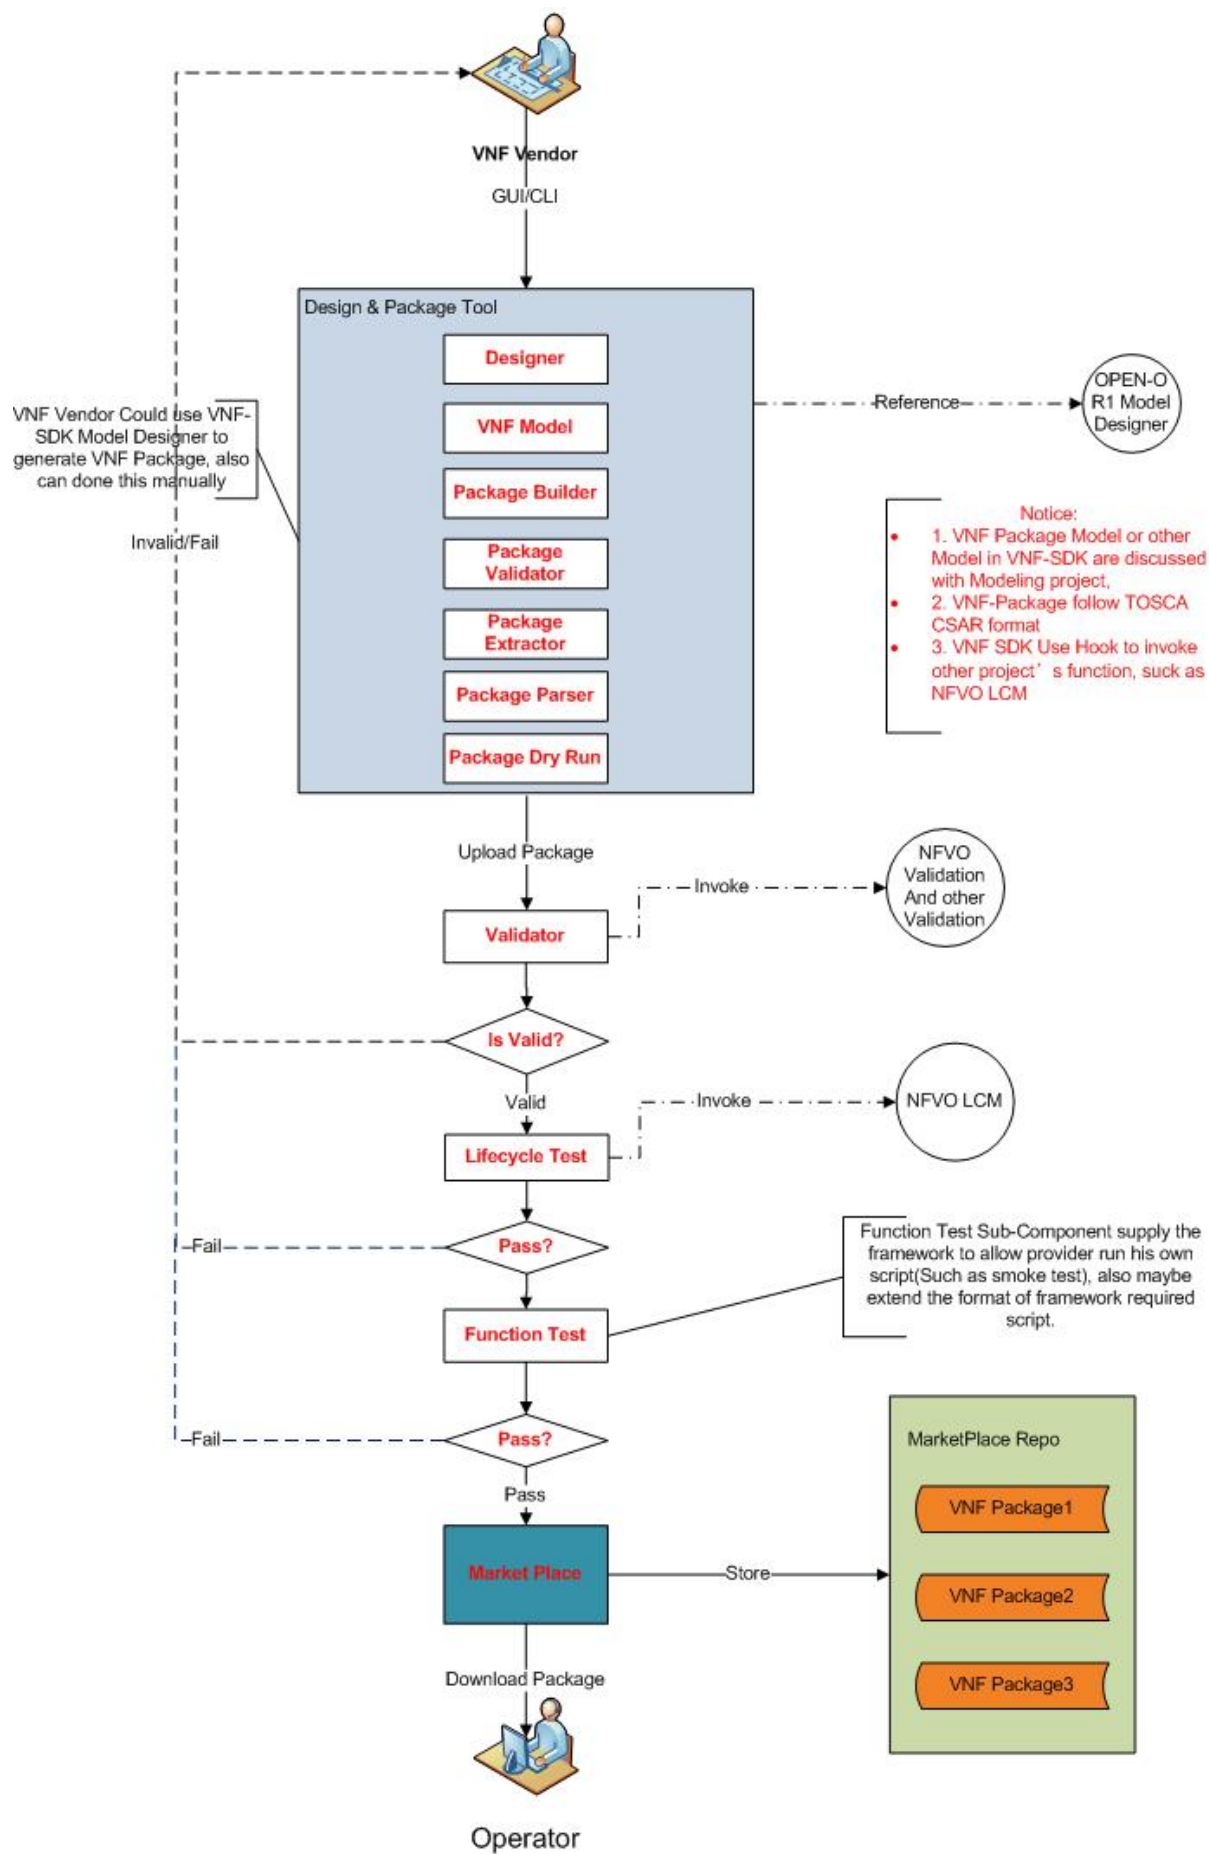 VNF Vendor
GUI/CLI
Design & Package Tool
Designer
VNF Model
Package Builder
Package
Validator
Package
Extractor
Package Parser
Package Dry Run
VNF Vendor Could use VNF-
SDK Model Designer to
generate VNF Package, also
can done this manually
Invalid/Fail
Reference
OPEN-O
R1 Model
Designer
Notice:
• 1. VNF Package Model or other
Model in VNF-SDK are discussed
with Modeling project,
• 2. VNF-Package follow TOSCA
CSAR format
• 3. VNF SDK Use Hook to invoke
other project’ s function, suck as
NFVO LCM
Upload Package
Validator
Invoke
NFVO
Validation
And other
Validation
Is Valid?
Valid
Lifecycle Test
Invoke
NFVO LCM
Pass?
Fail
Function Test
Function Test Sub-Component supply the
framework to allow provider run his own
script(Such as smoke test), also maybe
extend the format of framework required
script.
Pass?
Fail
Pass
Market Place
Store
MarketPlace Repo
VNF Package1
VNF Package2
VNF Package3
Download Package
Operator